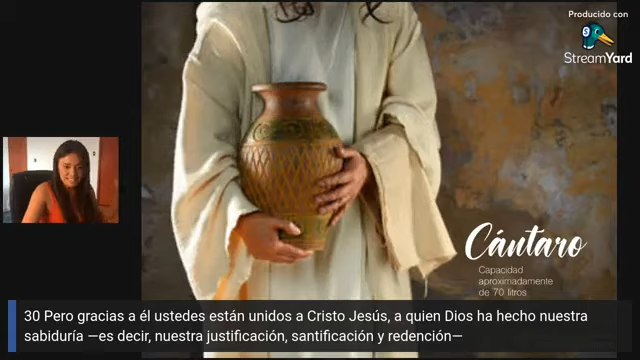 Producido con
StreamYard
Cántaro
Capacidad
aproximadamente
de 70 litros
30 Pero gracias a él ustedes están unidos a Cristo Jesús, a quien Dios ha hecho nuestra
sabiduría —es decir, nuestra justificación, santificación y redención—